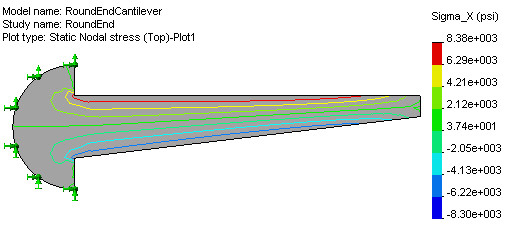 Model name: RoundEndCantilever
Study name: RoundEnd
Plot type: Static Nodal stress (Top)-Plot1
Sigma_X (psi)
8.38e+003
6.29e+003
4.21e+003
2.12e+003
3.74e+001
-2.05e+003
-4.13e+003
-6.22e+003
-8.30e+003